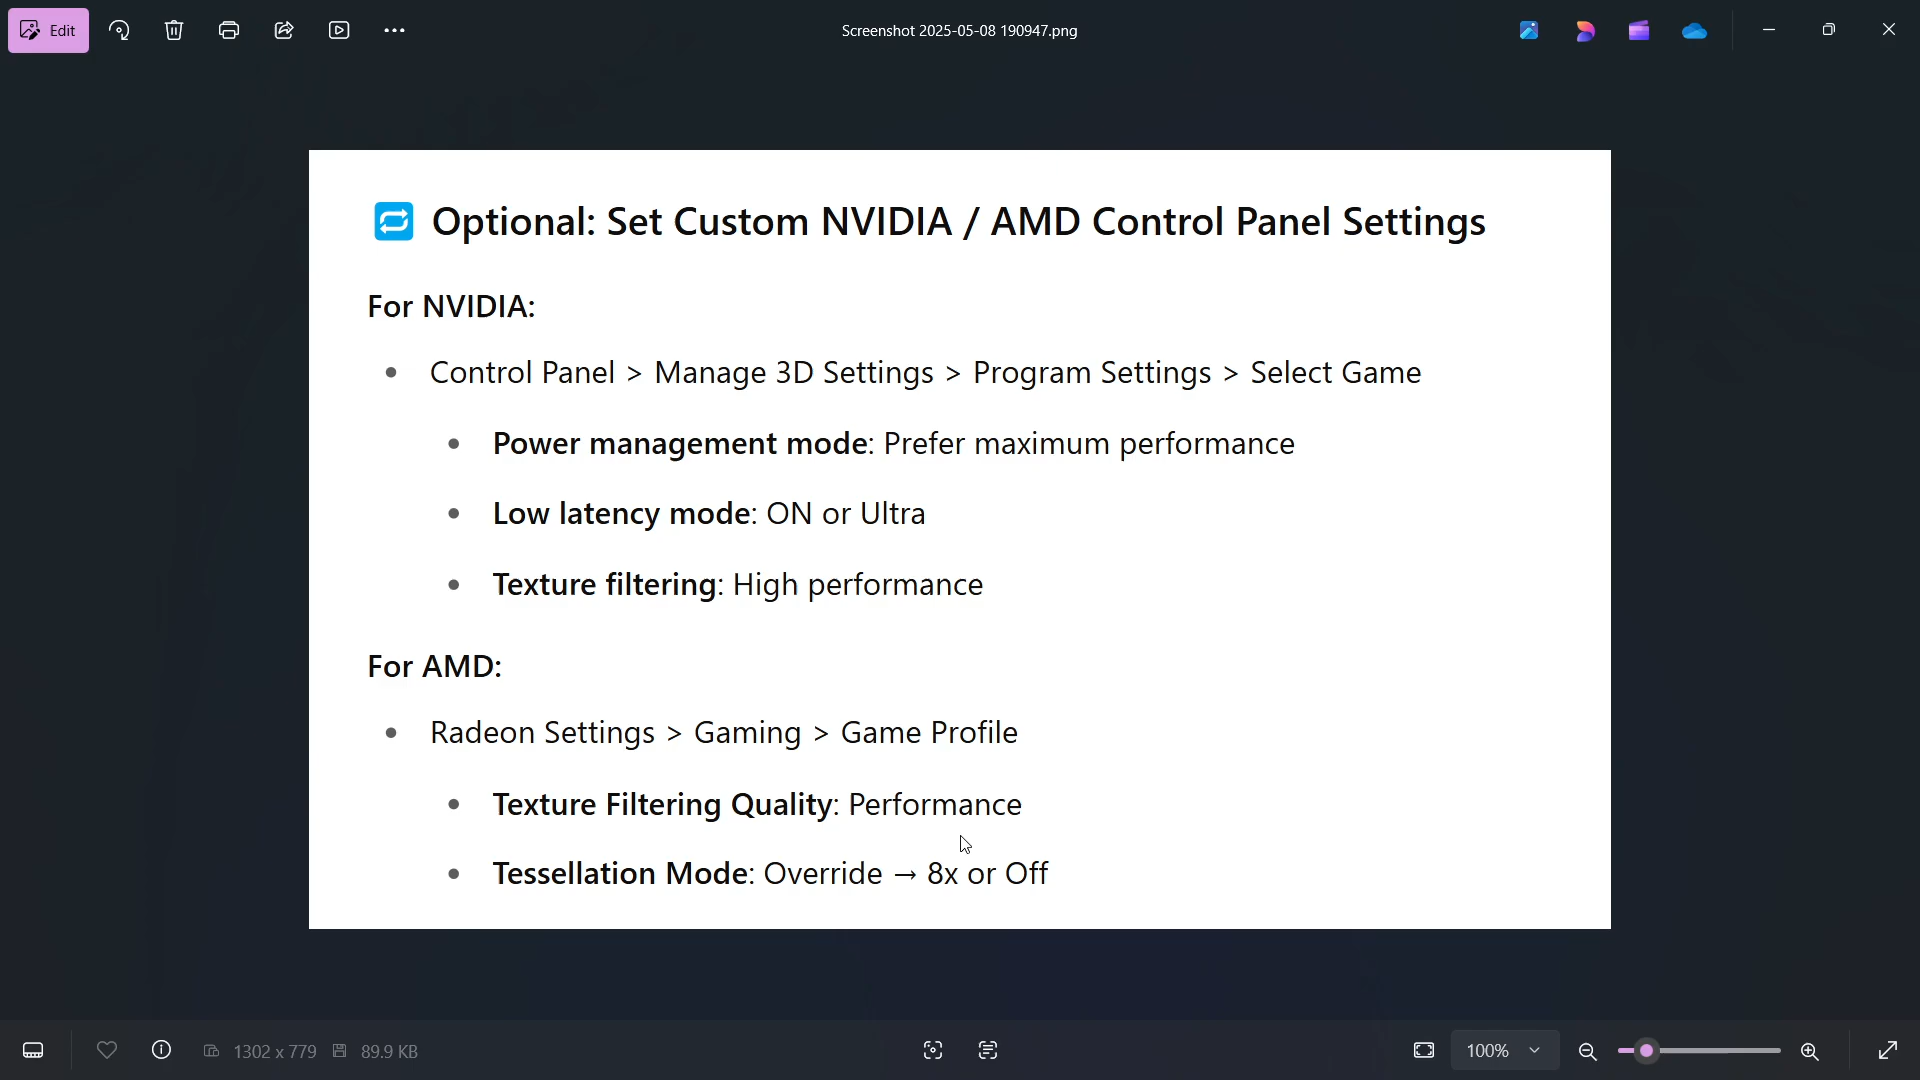 Edit
Screenshot 2025-05-08 190947.png
Optional: Set Custom NVIDIA / AMD Control Panel Settings
For NVIDIA:
Control Panel > Manage 3D Settings > Program Settings > Select Game
Power management mode: Prefer maximum performance
Low latency mode: ON or Ultra
Texture filtering: High performance
For AMD:
Radeon Settings > Gaming > Game Profile
Texture Filtering Quality: Performance
Tessellation Mode: Override → 8x or Off
1302 x 779
89.9 KB
100%